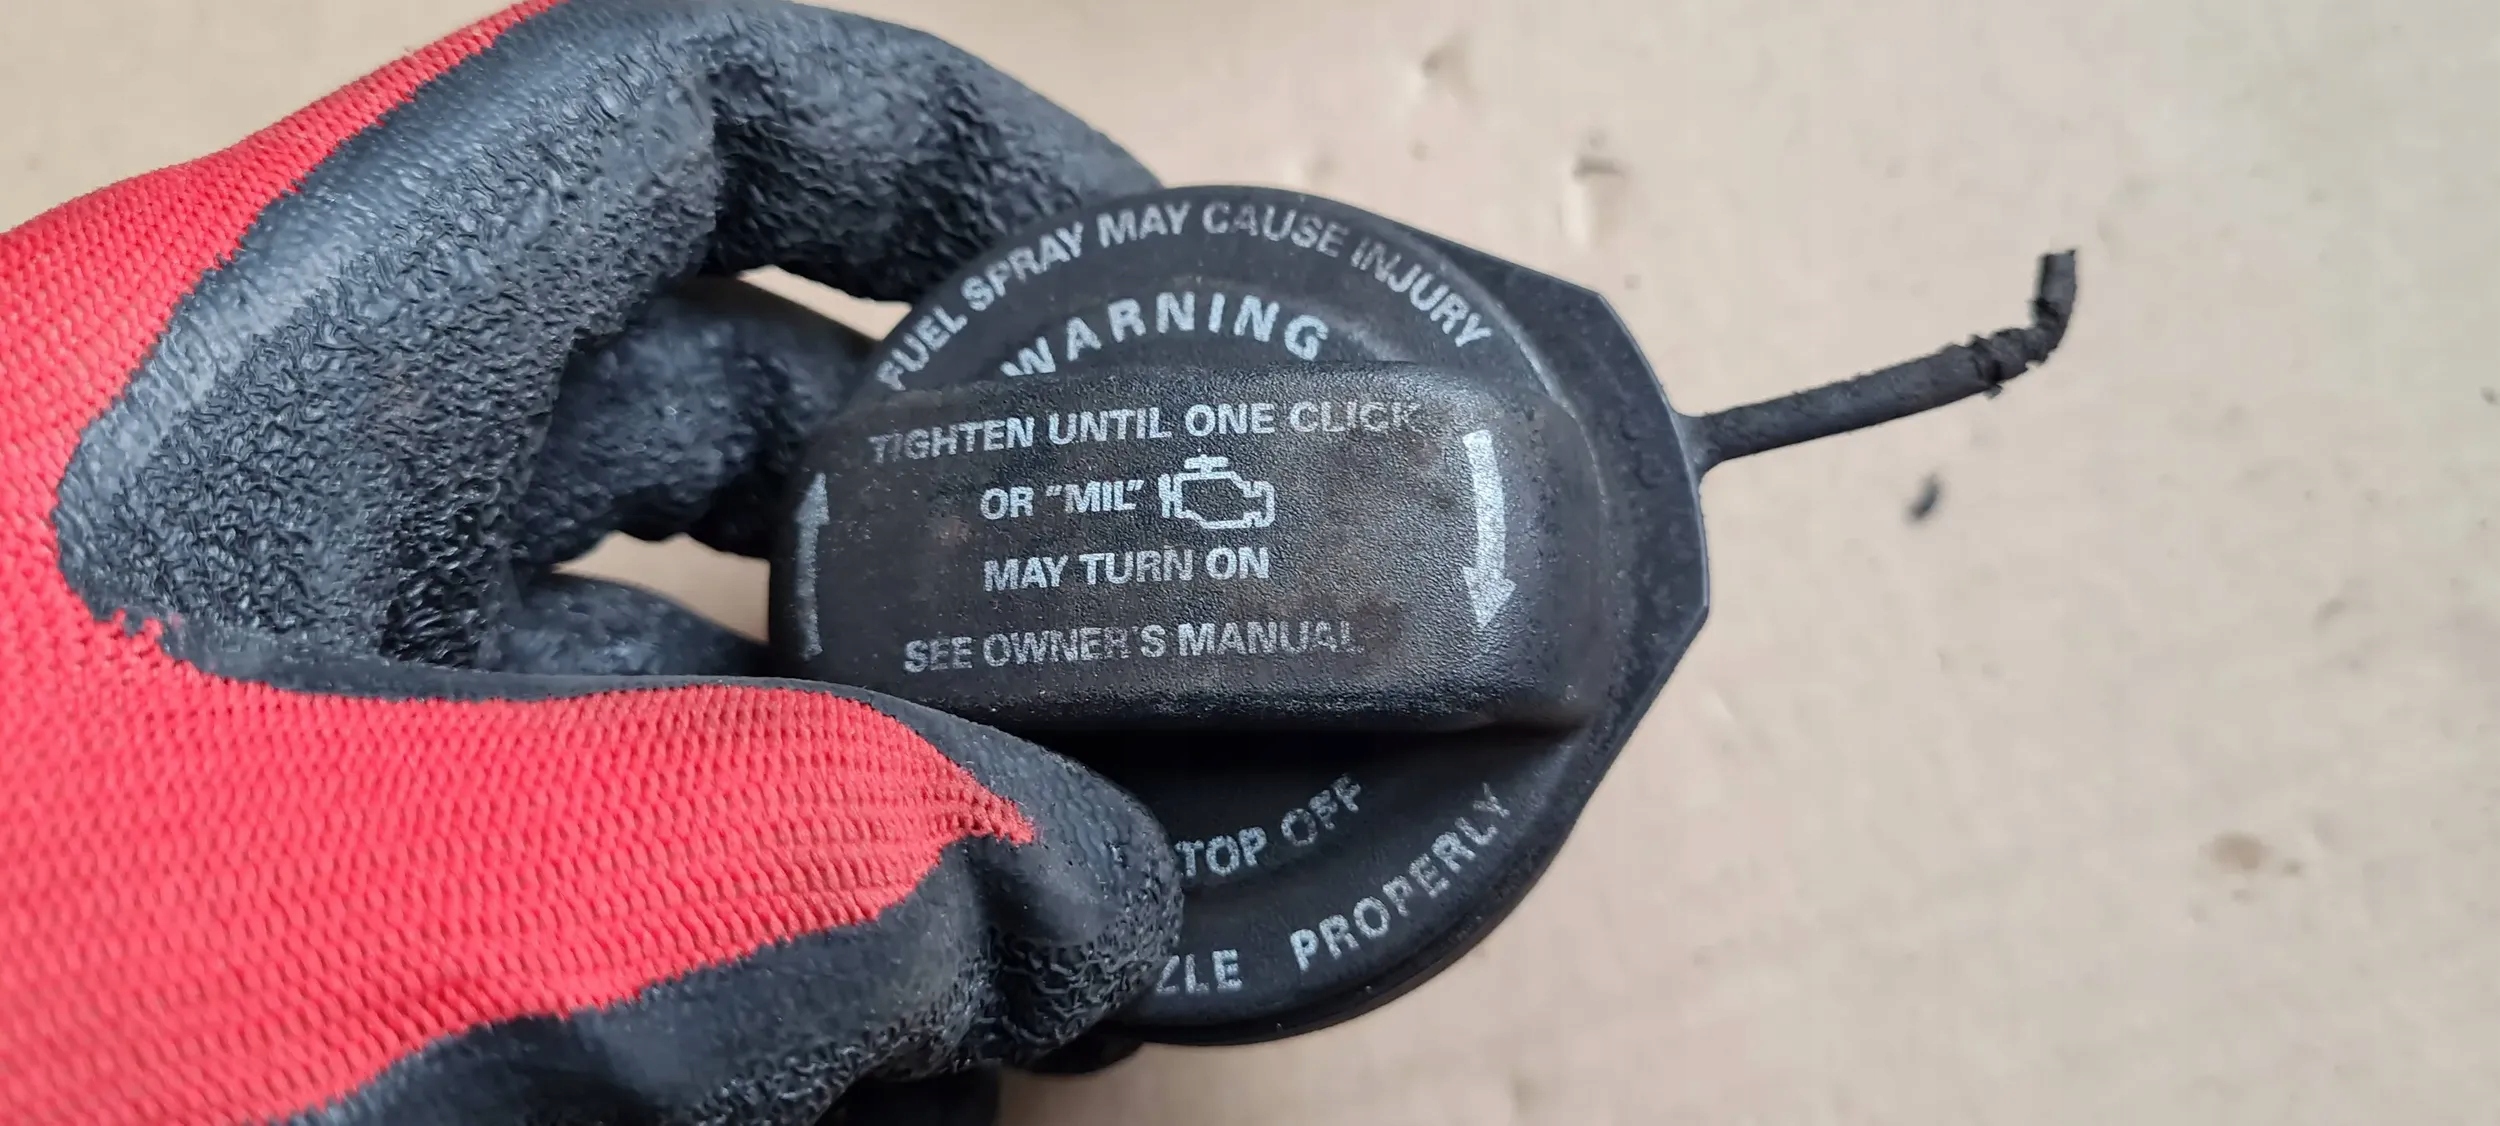 FUEL SPRAY MAY CAUSE INJURY
WARNING
TIGHTEN UNTIL ONE CLICK
OR "MIL"
MAY TURN ON
SEE OWNER'S MANUAL
TOP OFF
ZLE PROPERLY